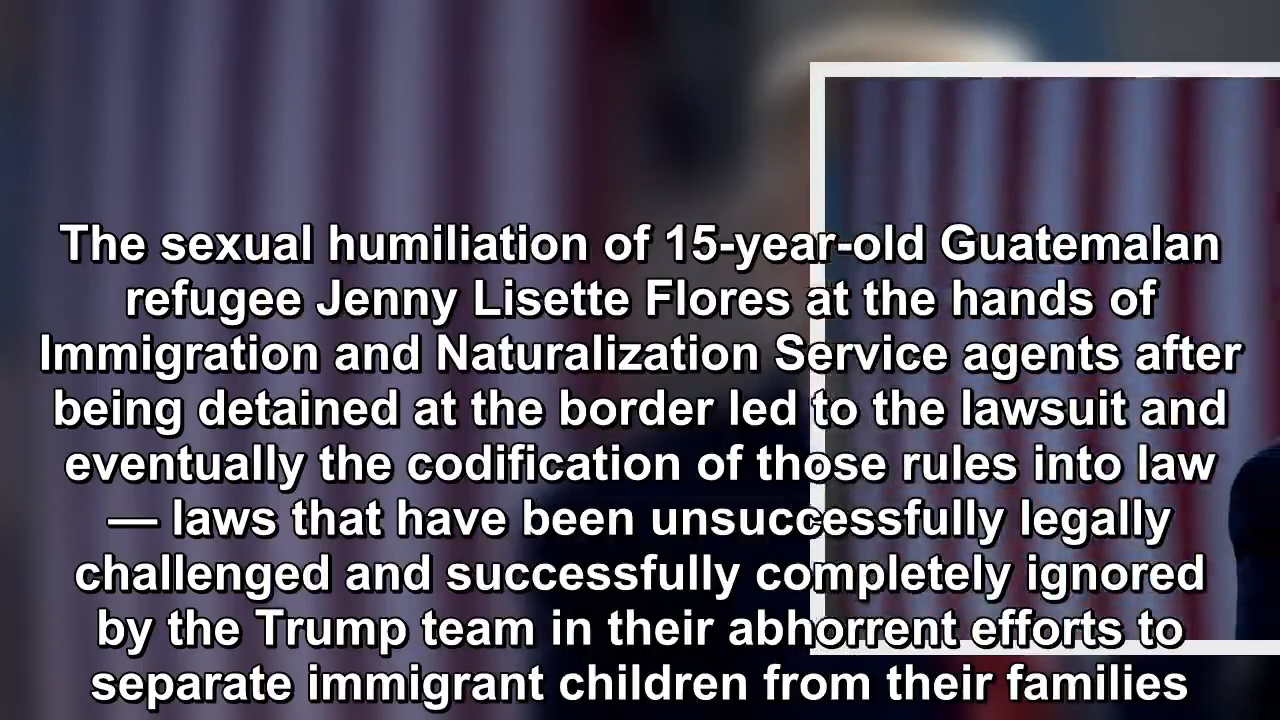 The sexual humiliation of 15-year-old Guatemalan
refugee Jenny Lisette Flores at the hands of
Immigration and Naturalization Service agents after
being detained at the border led to the lawsuit and
eventually the codification of those rules into law
— laws that have been unsuccessfully legally
challenged and successfully completely ignored
by the Trump team in their abhorrent efforts to
separate immigrant children from their families